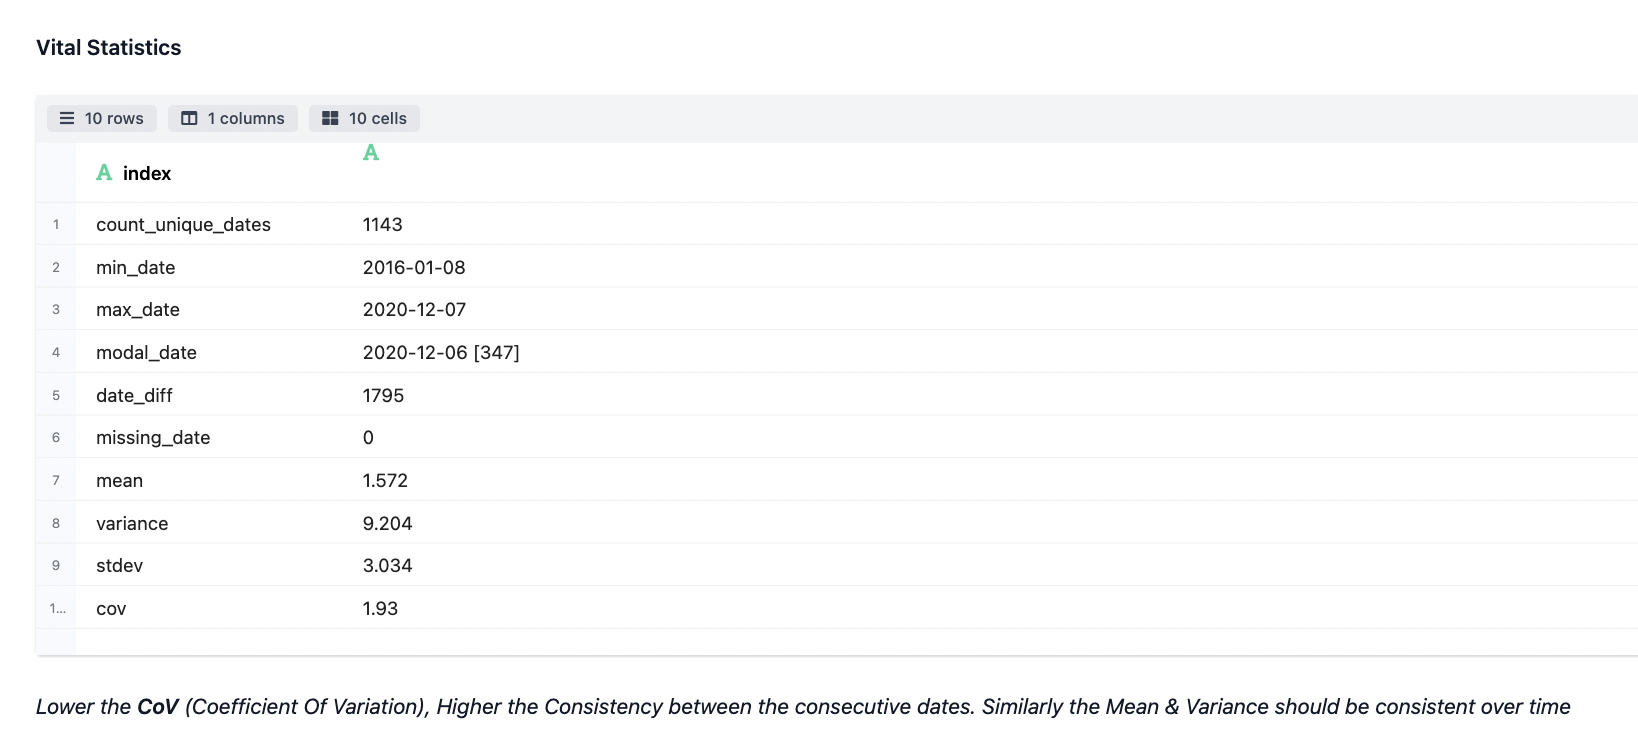 Vital Statistics
10 rows 1 columns 10 cells
A
A index
1 count_unique_dates 1143
2 min_date 2016-01-08
3 max_date 2020-12-07
4 modal_date 2020-12-06 [347]
5 date_diff 1795
6 missing_date 0
7 mean 1.572
8 variance 9.204
9 stdev 3.034
1... cov 1.93
Lower the CoV (Coefficient Of Variation), Higher the Consistency between the consecutive dates. Similarly the Mean & Variance should be consistent over time